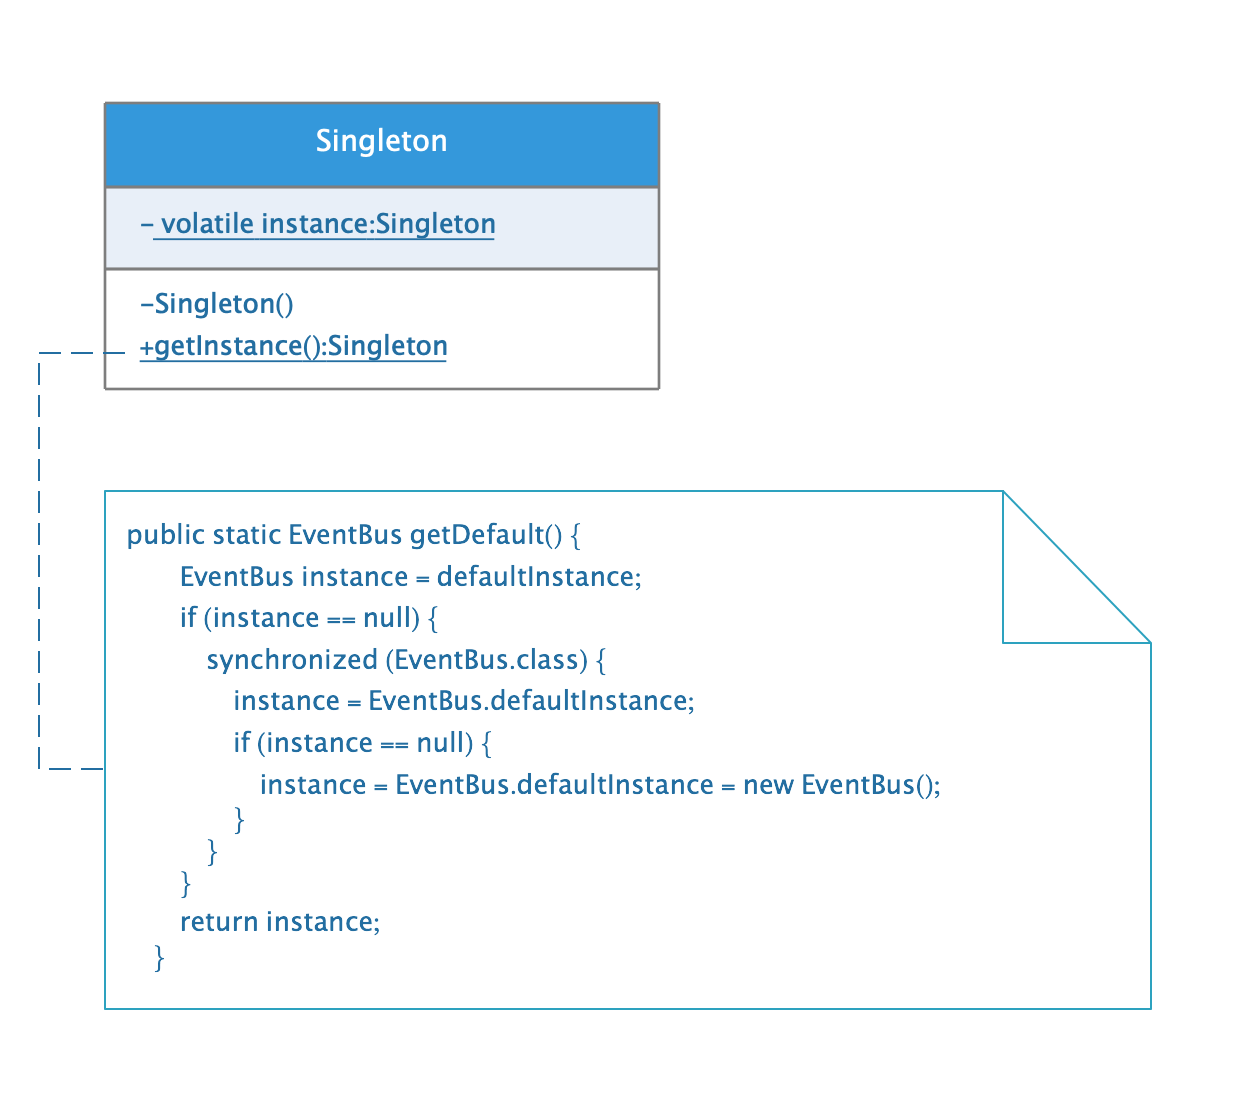 Singleton
- volatile instance:Singleton
-Singleton()
+getInstance():Singleton
public static EventBus getDefault() {
EventBus instance = defaultInstance;
if (instance == null) {
synchronized (EventBus.class) {
instance = EventBus.defaultInstance;
if (instance == null) {
instance = EventBus.defaultInstance = new EventBus();
}
}
}
return instance;
}